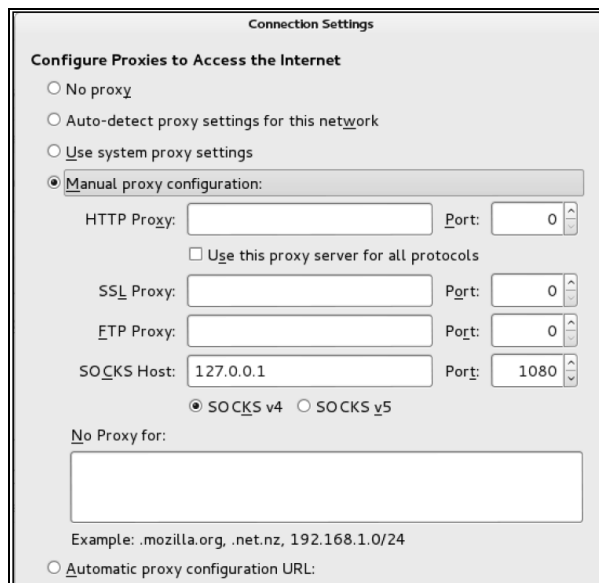 Connection Settings
Configure Proxies to Access the Internet
No proxy
Auto-detect proxy settings for this network
Use system proxy settings
Manual proxy configuration:
HTTP Proxy: Port: 0
Use this proxy server for all protocols
SSL Proxy: Port: 0
FTP Proxy: Port: 0
SOCKS Host: 127.0.0.1 Port: 1080
SOCKS v4 SOCKS v5
No Proxy for:
Example: .mozilla.org, .net.nz, 192.168.1.0/24
Automatic proxy configuration URL: